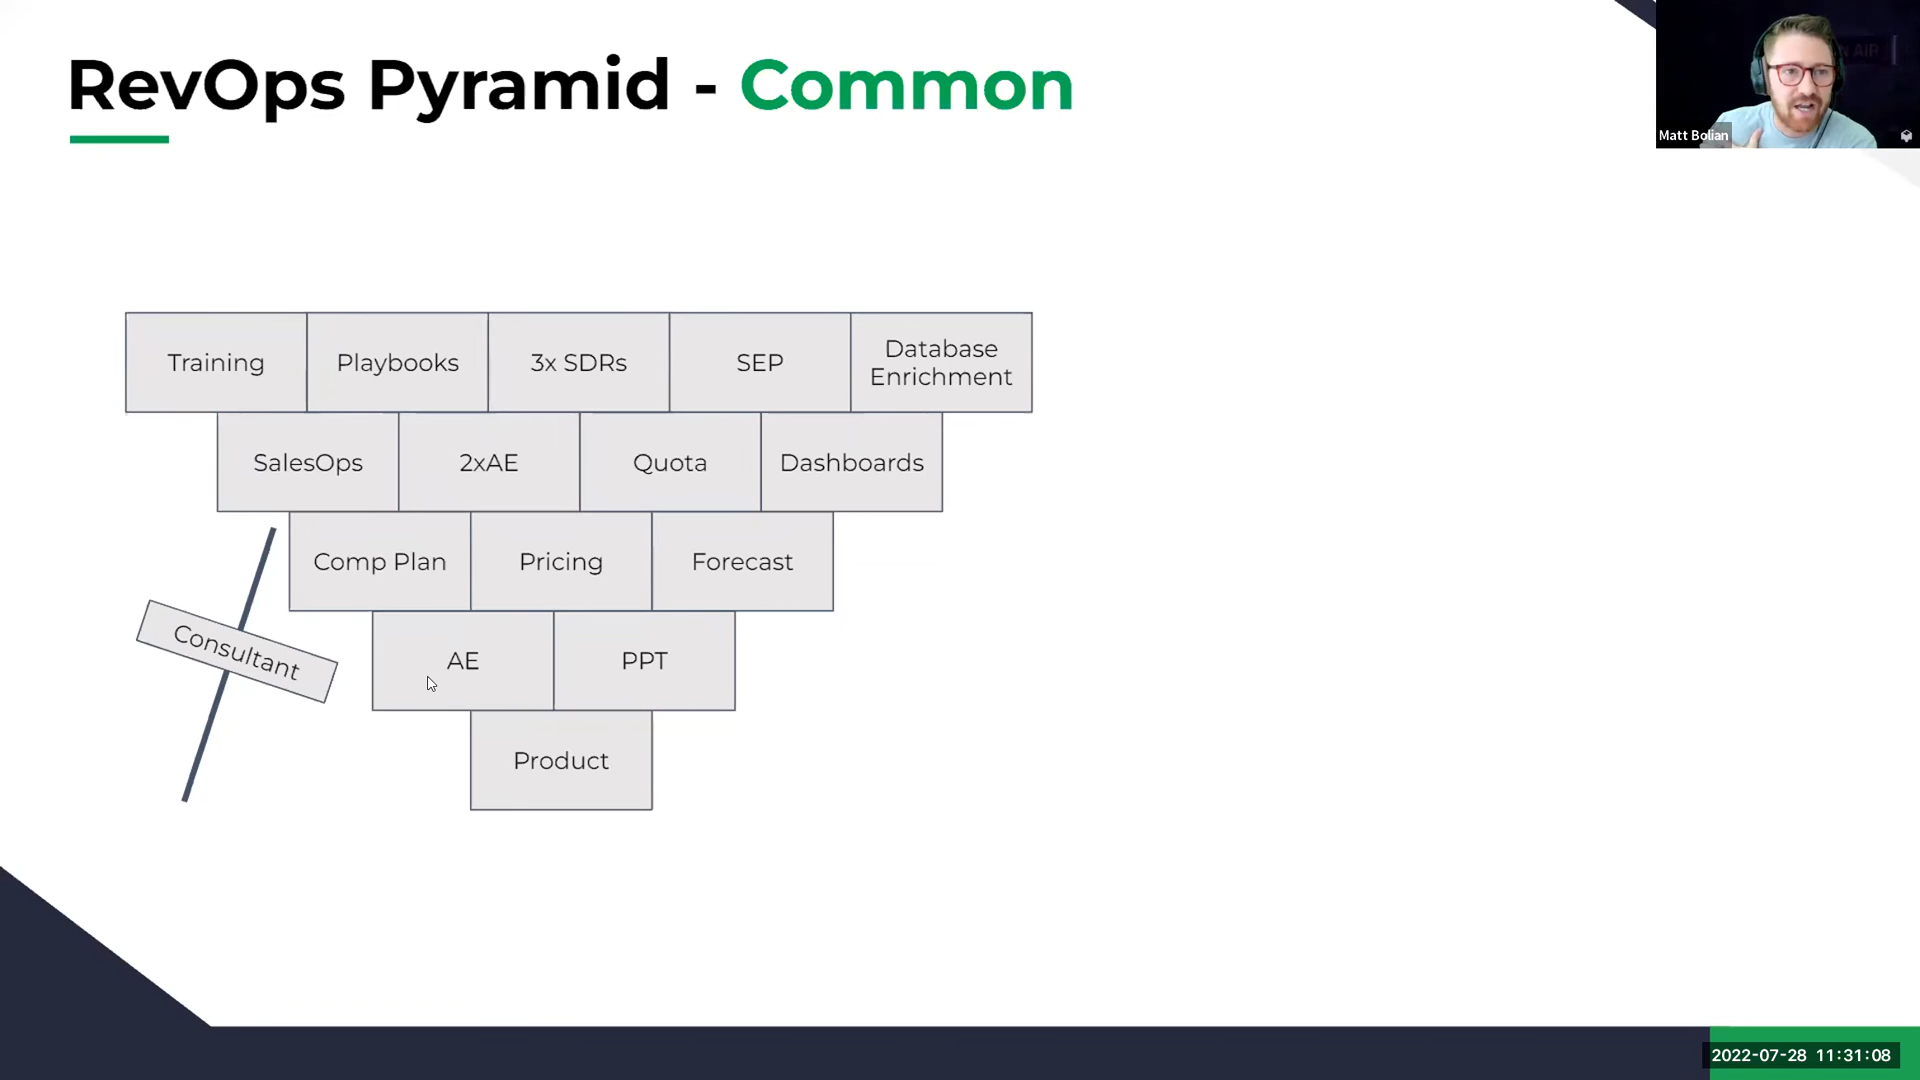 RevOps Pyramid - Common
Matt Bolian
Training Playbooks 3x SDRs SEP Database Enrichment
SalesOps 2xAE Quota Dashboards
Comp Plan Pricing Forecast
Consultant
AE PPT
Product
2022-07-28 11:31:08